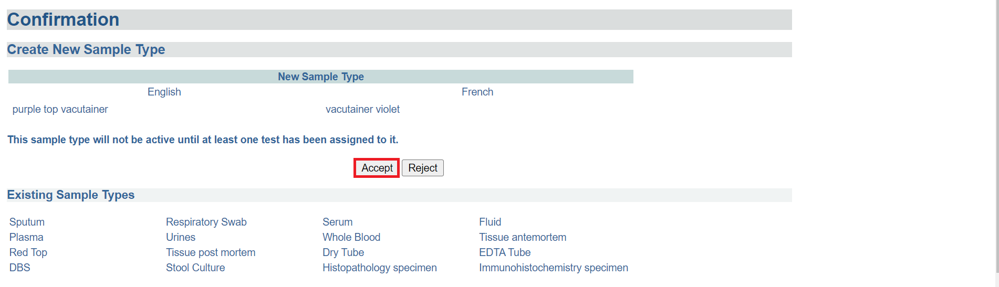 Confirmation
Create New Sample Type
New Sample Type
English French
purple top vacutainer vacutainer violet
This sample type will not be active until at least one test has been assigned to it.
Accept Reject
Existing Sample Types
Sputum Respiratory Swab Serum Fluid
Plasma Urines Whole Blood Tissue antemortem
Red Top Tissue post mortem Dry Tube EDTA Tube
DBS Stool Culture Histopathology specimen Immunohistochemistry specimen